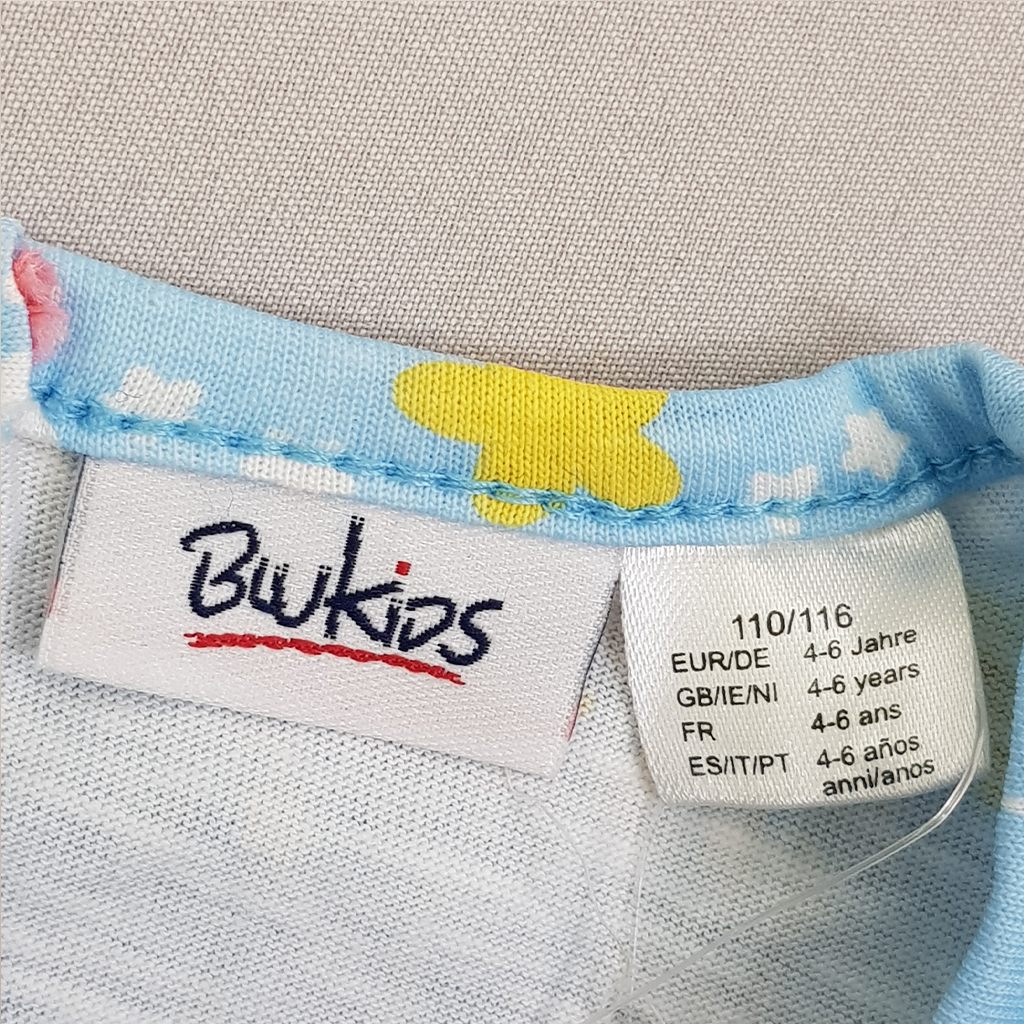 BLUKIDS
110/116
EUR/DE 4-6 Jahre
GB/IE/NI 4-6 years
FR 4-6 ans
ES/IT/PT 4-6 años
anni/anos